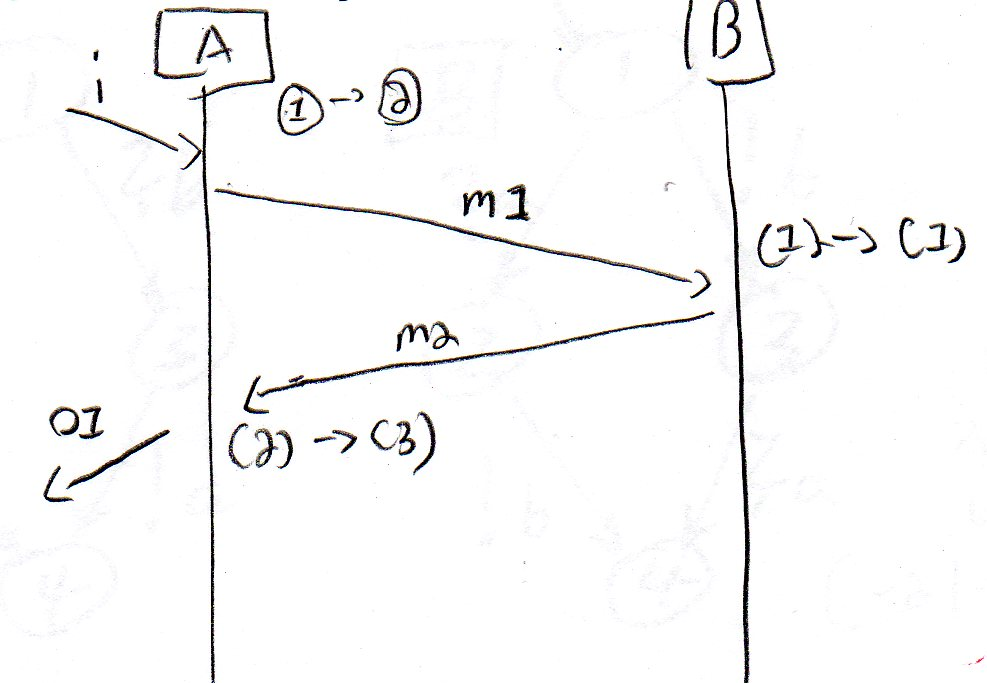 A
B
i
① → ②
m1
(1) → (1)
m2
O1
(2) → (3)